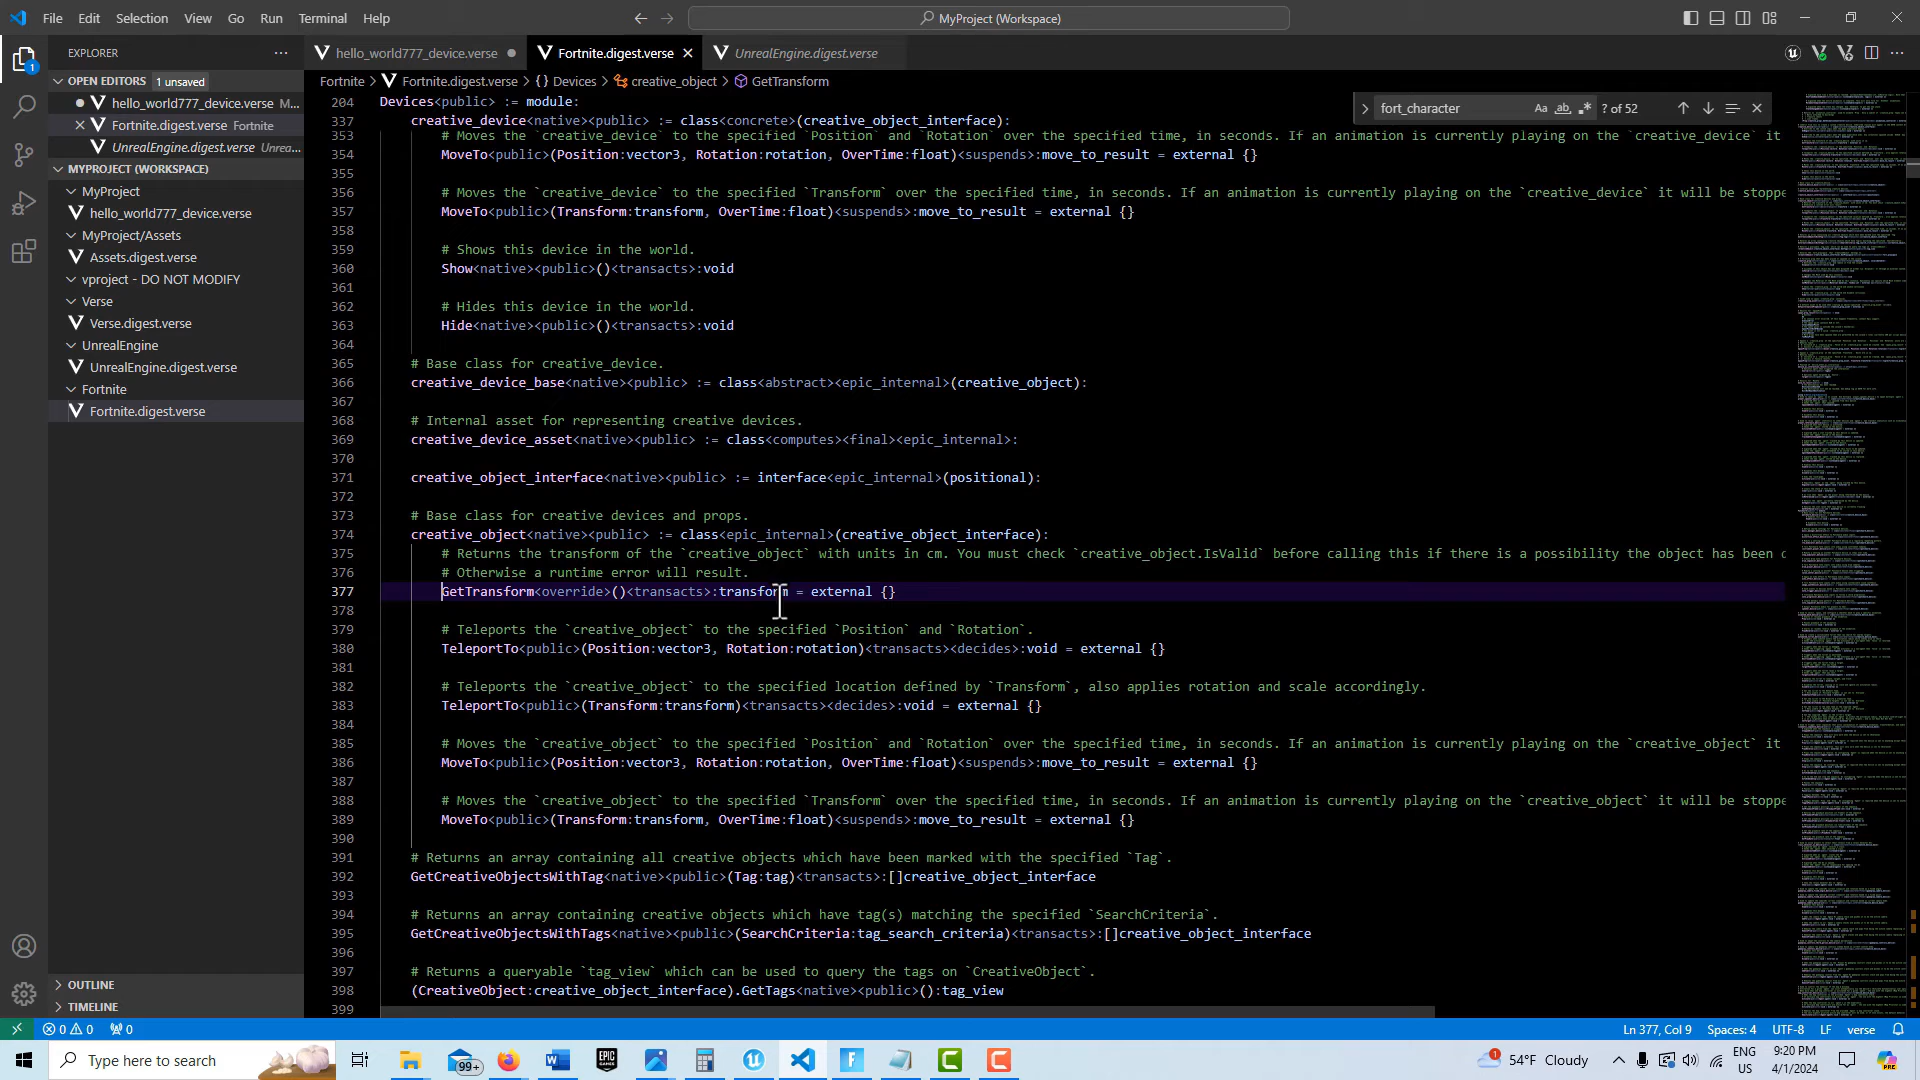 File Edit Selection View Go Run Terminal Help
MyProject (Workspace)
EXPLORER
OPEN EDITORS 1 unsaved
hello_world777_device.verse M...
Fortnite.digest.verse Fortnite
UnrealEngine.digest.verse Unrea...
MYPROJECT (WORKSPACE)
MyProject
hello_world777_device.verse
MyProject/Assets
Assets.digest.verse
vproject - DO NOT MODIFY
Verse
Verse.digest.verse
UnrealEngine
UnrealEngine.digest.verse
Fortnite
Fortnite.digest.verse
OUTLINE
TIMELINE
hello_world777_device.verse Fortnite.digest.verse UnrealEngine.digest.verse
Fortnite > Fortnite.digest.verse > {} Devices > creative_object > GetTransform
fort_character Aa ab ? of 52
204 Devices<public> := module:
337 creative_device<native><public> := class<concrete>(creative_object_interface):
353 # Moves the `creative_device` to the specified `Position` and `Rotation` over the specified time, in seconds. If an animation is currently playing on the `creative_device` it
354 MoveTo<public>(Position:vector3, Rotation:rotation, OverTime:float)<suspends>:move_to_result = external {}
355
356 # Moves the `creative_device` to the specified `Transform` over the specified time, in seconds. If an animation is currently playing on the `creative_device` it will be stoppe
357 MoveTo<public>(Transform:transform, OverTime:float)<suspends>:move_to_result = external {}
358
359 # Shows this device in the world.
360 Show<native><public>()<transacts>:void
361
362 # Hides this device in the world.
363 Hide<native><public>()<transacts>:void
364
365 # Base class for creative_device.
366 creative_device_base<native><public> := class<abstract><epic_internal>(creative_object):
367
368 # Internal asset for representing creative devices.
369 creative_device_asset<native><public> := class<computes><final><epic_internal>:
370
371 creative_object_interface<native><public> := interface<epic_internal>(positional):
372
373 # Base class for creative devices and props.
374 creative_object<native><public> := class<epic_internal>(creative_object_interface):
375 # Returns the transform of the `creative_object` with units in cm. You must check `creative_object.IsValid` before calling this if there is a possibility the object has been d
376 # Otherwise a runtime error will result.
377 GetTransform<override>()<transacts>:transform = external {}
378
379 # Teleports the `creative_object` to the specified `Position` and `Rotation`.
380 TeleportTo<public>(Position:vector3, Rotation:rotation)<transacts><decides>:void = external {}
381
382 # Teleports the `creative_object` to the specified location defined by `Transform`, also applies rotation and scale accordingly.
383 TeleportTo<public>(Transform:transform)<transacts><decides>:void = external {}
384
385 # Moves the `creative_object` to the specified `Position` and `Rotation` over the specified time, in seconds. If an animation is currently playing on the `creative_object` it
386 MoveTo<public>(Position:vector3, Rotation:rotation, OverTime:float)<suspends>:move_to_result = external {}
387
388 # Moves the `creative_object` to the specified `Transform` over the specified time, in seconds. If an animation is currently playing on the `creative_object` it will be stoppe
389 MoveTo<public>(Transform:transform, OverTime:float)<suspends>:move_to_result = external {}
390
391 # Returns an array containing all creative objects which have been marked with the specified `Tag`.
392 GetCreativeObjectsWithTag<native><public>(Tag:tag)<transacts>:[]creative_object_interface
393
394 # Returns an array containing creative objects which have tag(s) matching the specified `SearchCriteria`.
395 GetCreativeObjectsWithTags<native><public>(SearchCriteria:tag_search_criteria)<transacts>:[]creative_object_interface
396
397 # Returns a queryable `tag_view` which can be used to query the tags on `CreativeObject`.
398 (CreativeObject:creative_object_interface).GetTags<native><public>():tag_view
399
0 0 0 Ln 377, Col 9 Spaces: 4 UTF-8 LF verse
Type here to search 99+ EPIC GAMES 1 54°F Cloudy ENG US 9:20 PM 4/1/2024 PRE